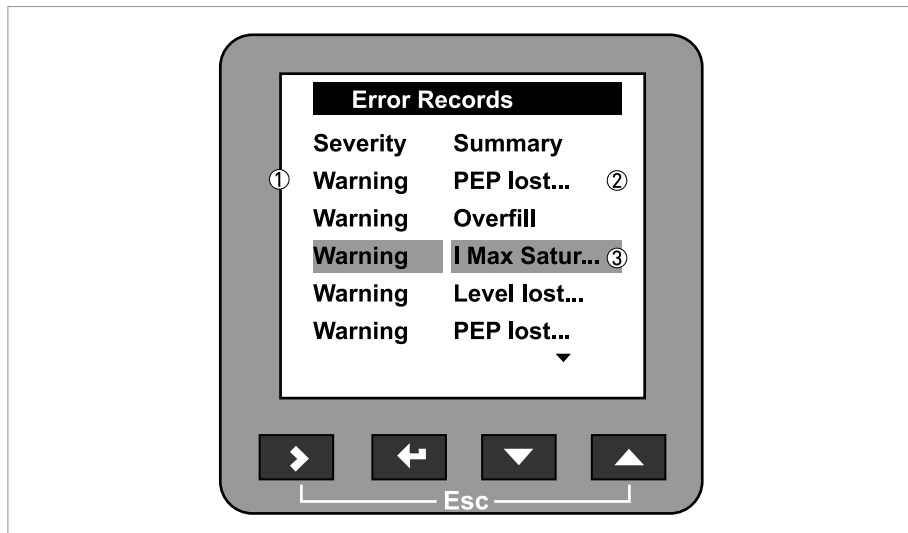 Error Records
Severity Summary
① Warning PEP lost... ②
Warning Overfill
Warning I Max Satur... ③
Warning Level lost...
Warning PEP lost...
Esc